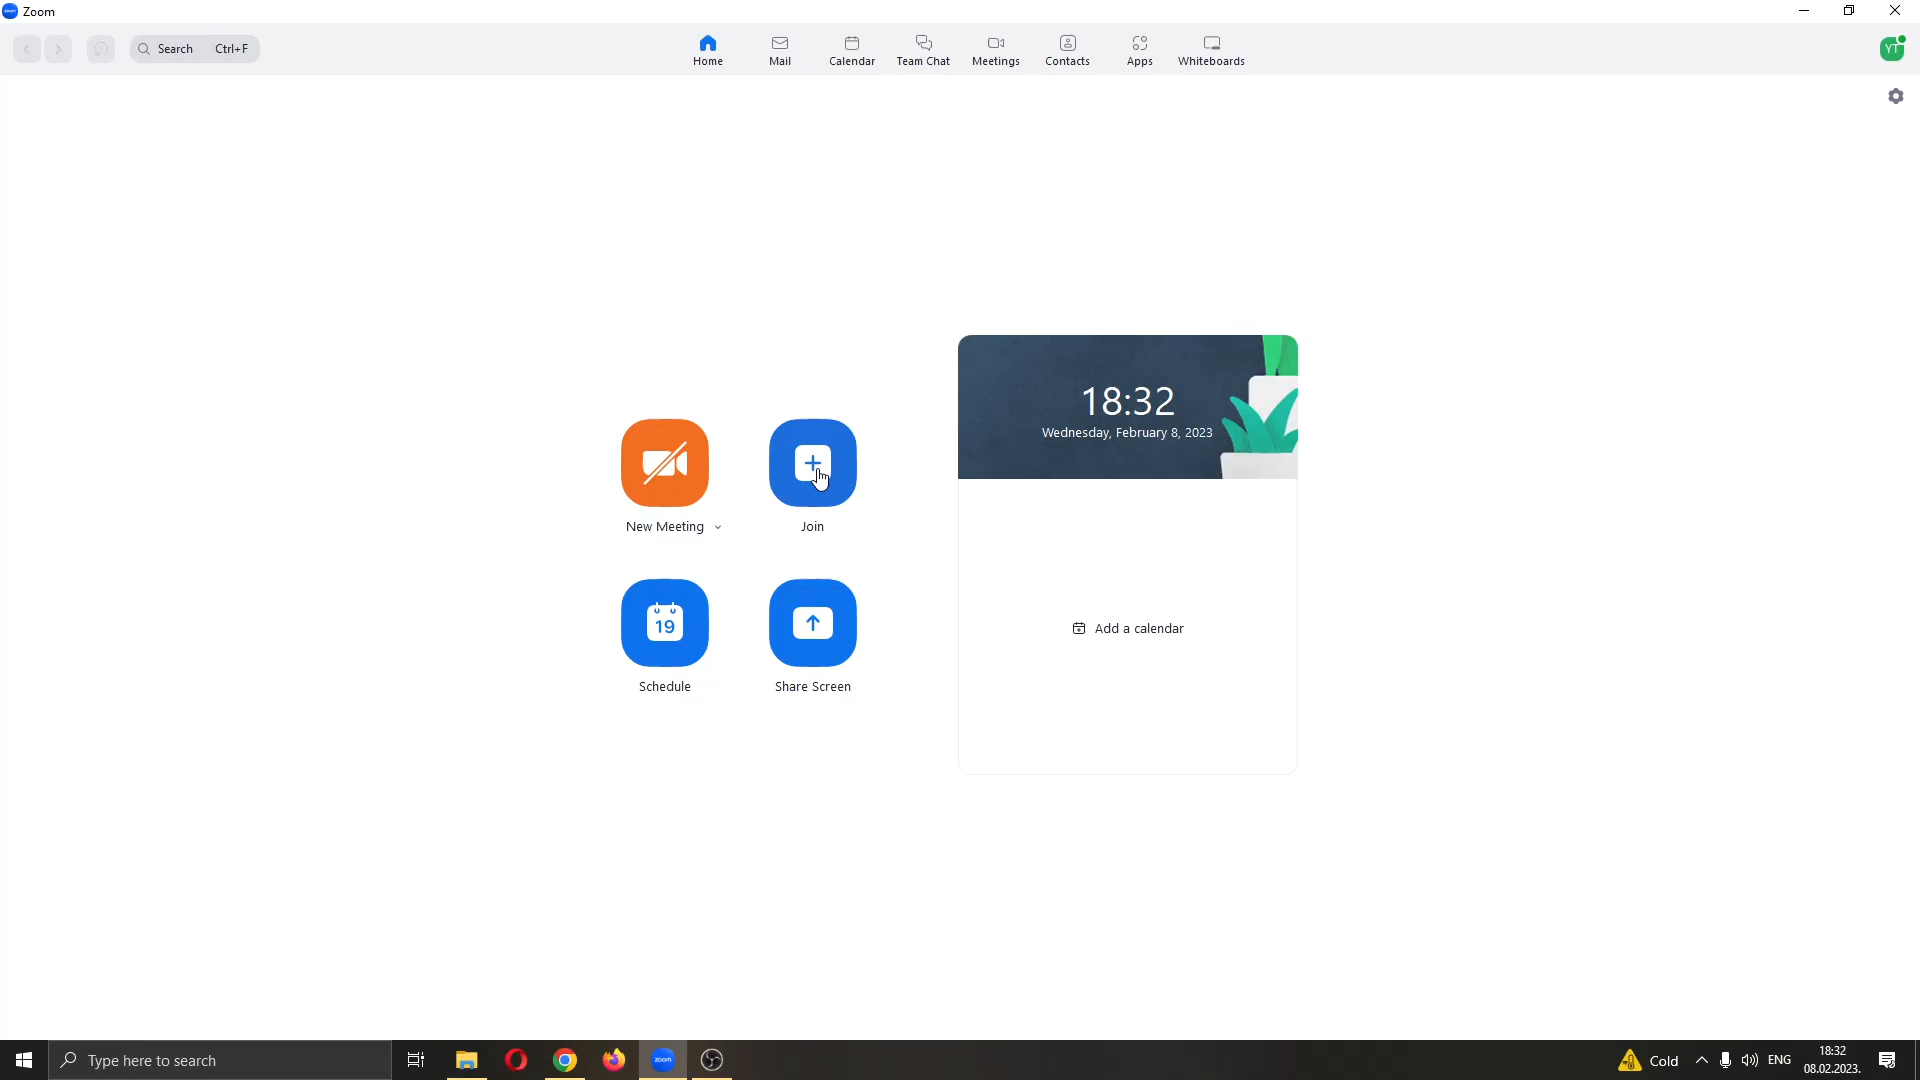 Zoom
Search Ctrl+F
Home
Mail
Calendar
Team Chat
Meetings
Contacts
Apps
Whiteboards
YT
18:32
Wednesday, February 8, 2023
New Meeting
Join
19
Schedule
Share Screen
Add a calendar
Type here to search
zoom
Cold
ENG
18:32
08.02.2023.